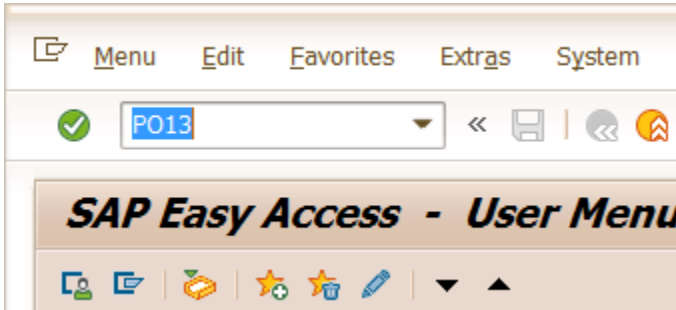 Menu Edit Favorites Extras System
PO13
SAP Easy Access - User Menu